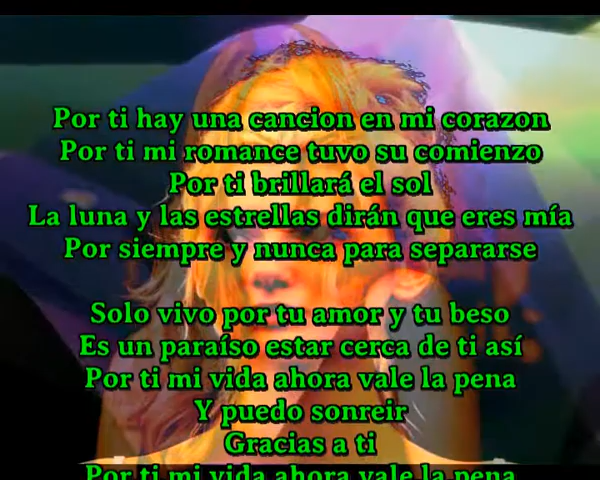 Por ti hay una cancion en mi corazon
Por ti mi romance tuvo su comienzo
Por ti brillará el sol
La luna y las estrellas dirán que eres mía
Por siempre y nunca para separarse
Solo vivo por tu amor y tu beso
Es un paraíso estar cerca de ti así
Por ti mi vida ahora vale la pena
Y puedo sonreir
Gracias a ti
Por ti mi vida ahora vale la pena